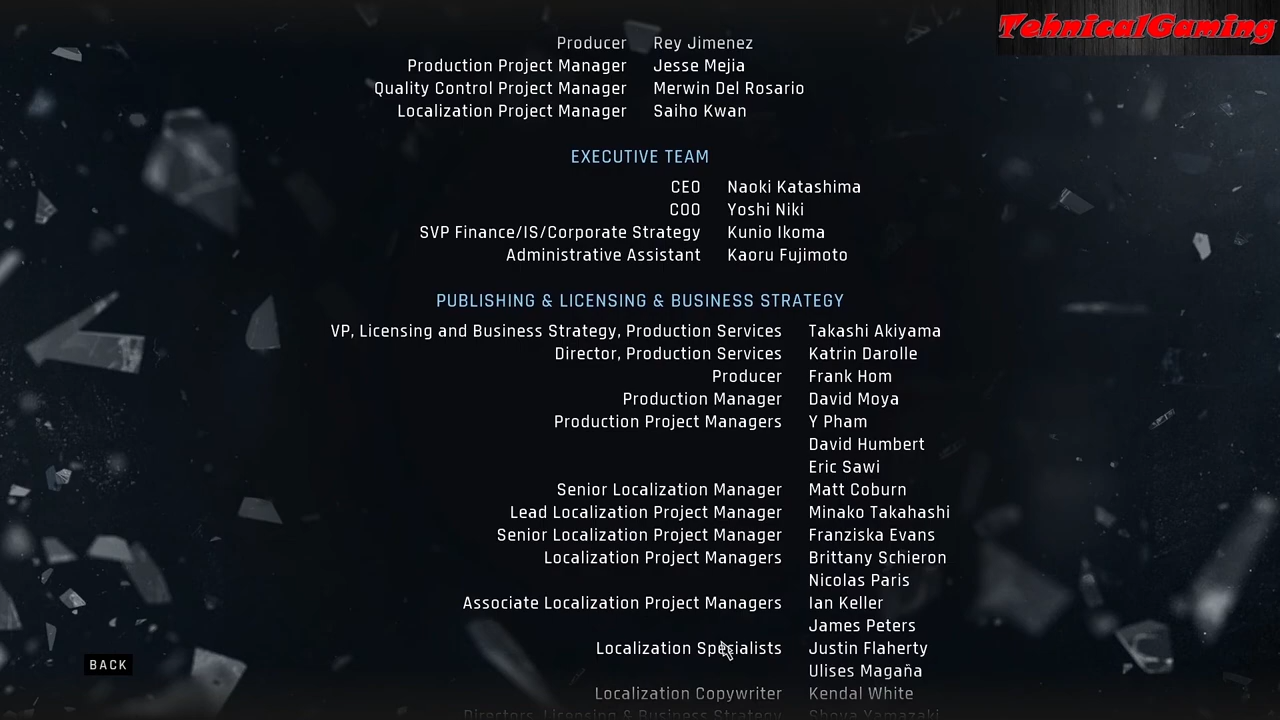 TehnicalGaming
Producer Rey Jimenez
Production Project Manager Jesse Mejia
Quality Control Project Manager Merwin Del Rosario
Localization Project Manager Saiho Kwan
EXECUTIVE TEAM
CEO Naoki Katashima
COO Yoshi Niki
SVP Finance/IS/Corporate Strategy Kunio Ikoma
Administrative Assistant Kaoru Fujimoto
PUBLISHING & LICENSING & BUSINESS STRATEGY
VP, Licensing and Business Strategy, Production Services Takashi Akiyama
Director, Production Services Katrin Darolle
Producer Frank Hom
Production Manager David Moya
Production Project Managers Y Pham
David Humbert
Eric Sawi
Senior Localization Manager Matt Coburn
Lead Localization Project Manager Minako Takahashi
Senior Localization Project Manager Franziska Evans
Localization Project Managers Brittany Schieron
Nicolas Paris
Associate Localization Project Managers Ian Keller
James Peters
Localization Specialists Justin Flaherty
Ulises Magaña
BACK
Localization Copywriter Kendal White
Directors, Licensing & Business Strategy Shoya Yamazaki